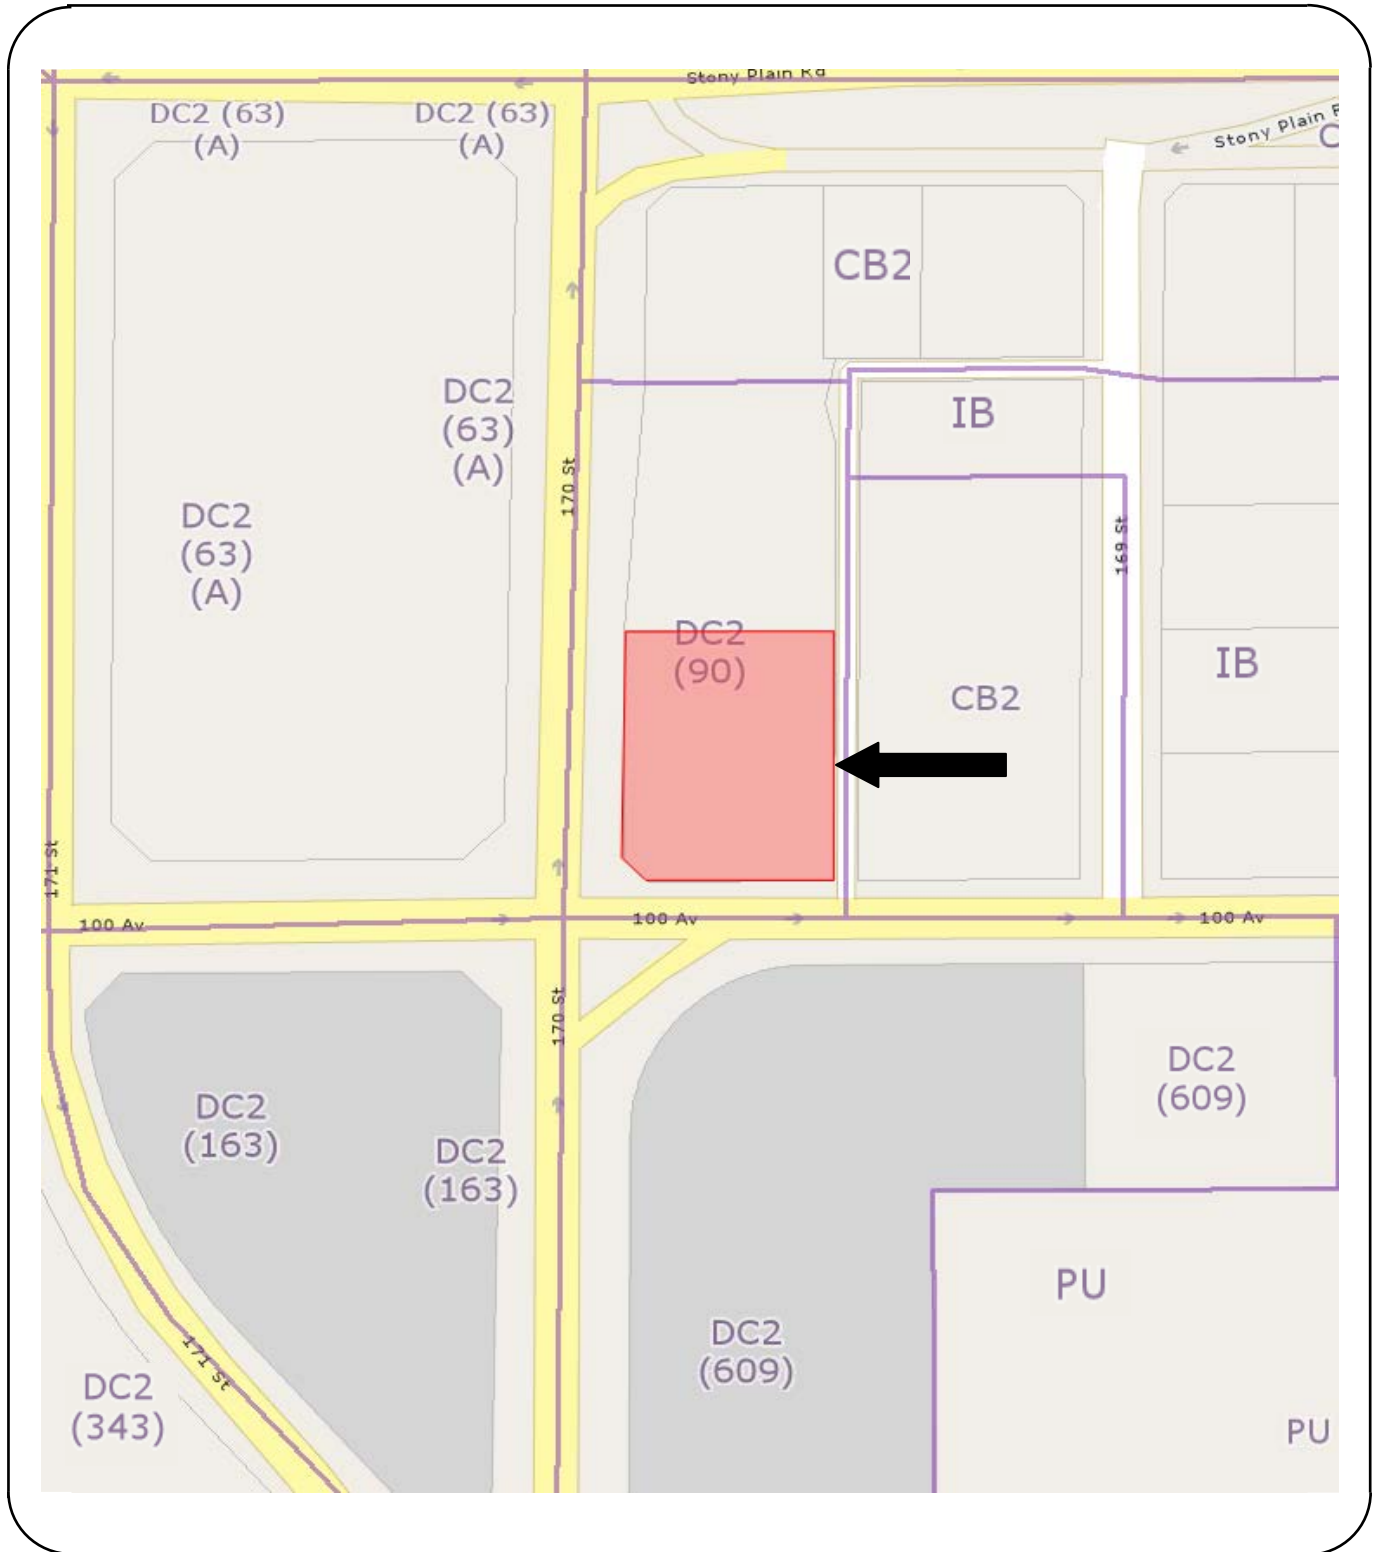 Stony Plain Rd
DC2 (63)
(A)
DC2 (63)
(A)
Stony Plain
CB2
DC2
(63)
(A)
IB
170 St
DC2
(63)
(A)
169 St
DC2
(90)
IB
CB2
171 St
100 Av
100 Av
100 Av
170 St
DC2
(609)
DC2
(163)
DC2
(163)
PU
DC2
(609)
171 St
DC2
(343)
PU